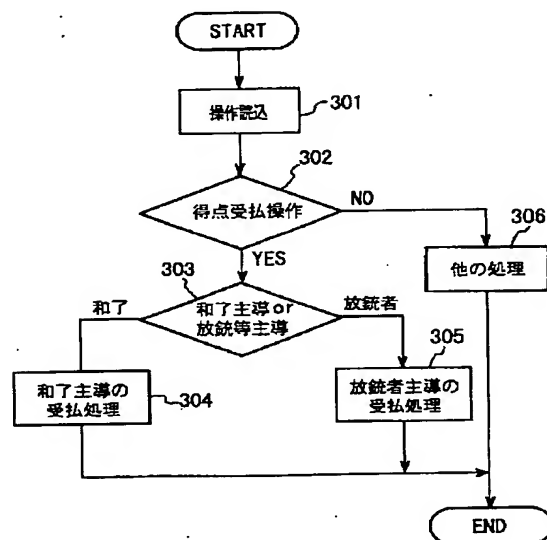 START
操作読込
301
302
得点受払操作
NO
306
YES
他の処理
303
和了
和了主導or
放銃等主導
放銃者
305
和了主導の
受払処理
304
放銃者主導の
受払処理
END